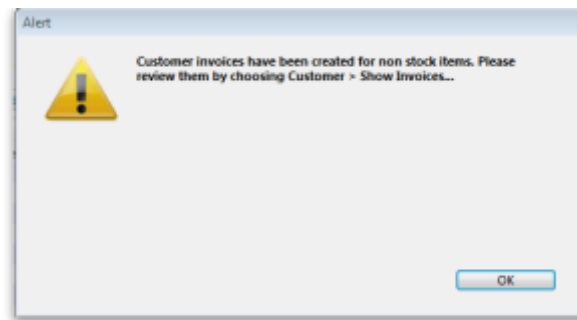 Alert
Customer invoices have been created for non stock items. Please
review them by choosing Customer > Show Invoices...
OK